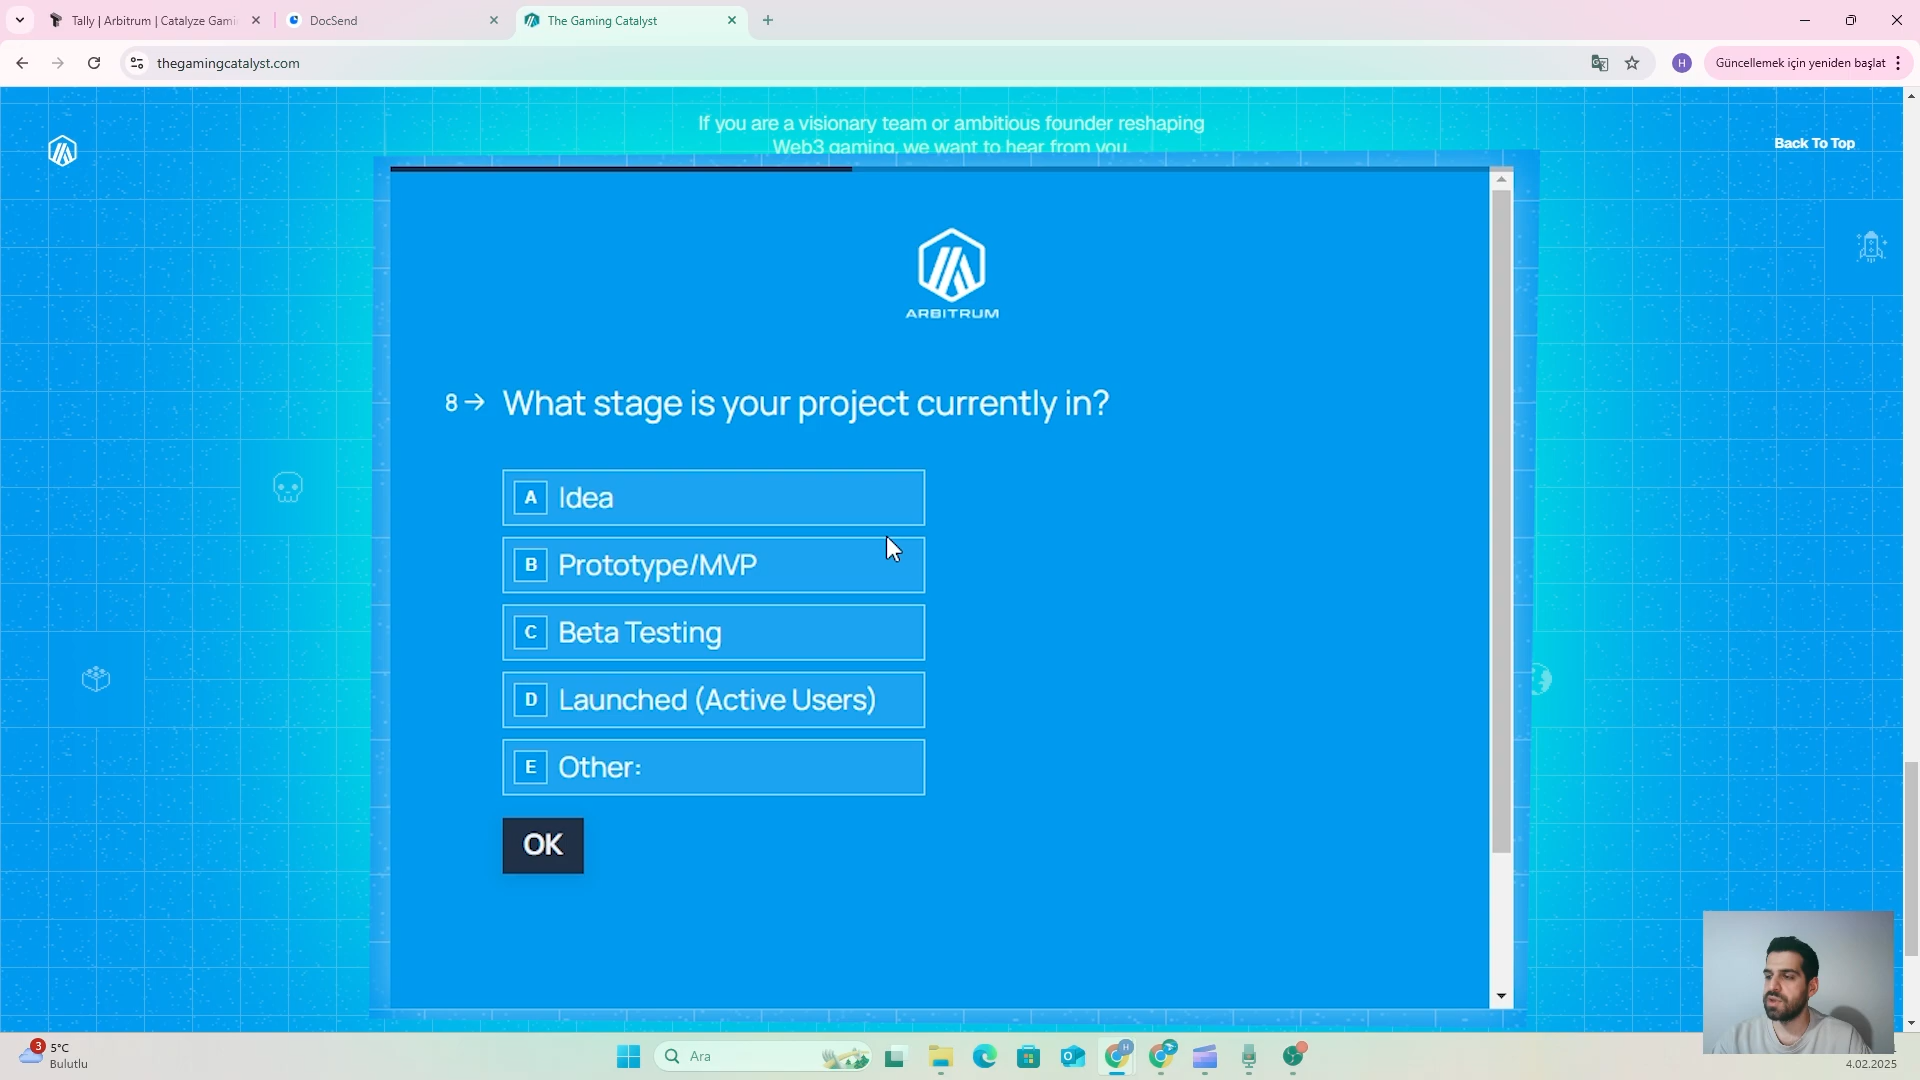 Tally | Arbitrum | Catalyze Gami
DocSend
The Gaming Catalyst
thegamingcatalyst.com
H
Güncellemek için yeniden başlat
If you are a visionary team or ambitious founder reshaping
Web3 gaming, we want to hear from you.
Back To Top
ARBITRUM
8 → What stage is your project currently in?
A Idea
B Prototype/MVP
C Beta Testing
D Launched (Active Users)
E Other:
OK
3
5°C
Bulutlu
Ara
H
4.02.2025